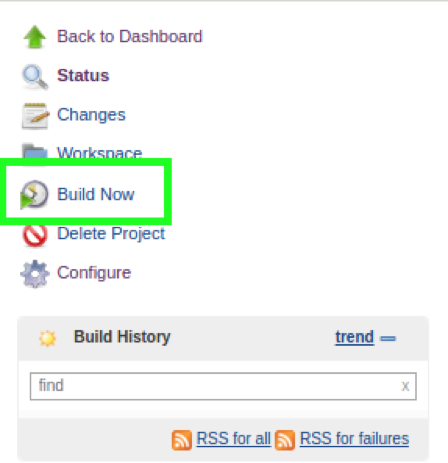 Back to Dashboard
Status
Changes
Workspace
Build Now
Delete Project
Configure
Build History trend
find x
RSS for all RSS for failures